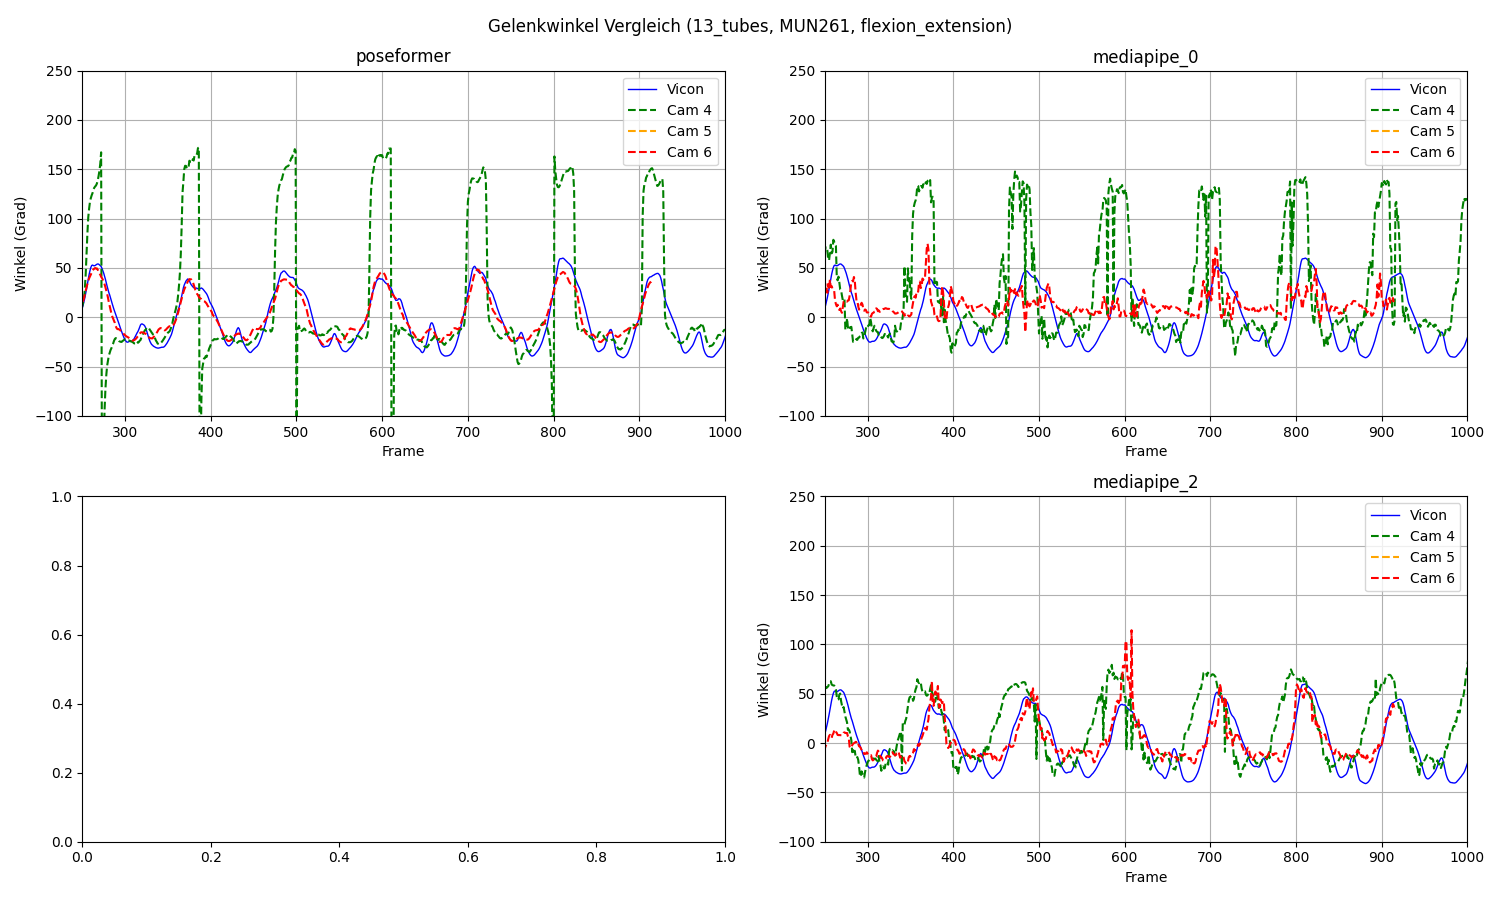 Gelenkwinkel Vergleich (13_tubes, MUN261, flexion_extension)
poseformer
250
200
150
100
50
0
−50
−100
Winkel (Grad)
Vicon
Cam 4
Cam 5
Cam 6
300 400 500 600 700 800 900 1000
Frame
mediapipe_0
250
200
150
100
50
0
−50
−100
Winkel (Grad)
Vicon
Cam 4
Cam 5
Cam 6
300 400 500 600 700 800 900 1000
Frame
1.0
0.8
0.6
0.4
0.2
0.0
0.0 0.2 0.4 0.6 0.8 1.0
mediapipe_2
250
200
150
100
50
0
−50
−100
Winkel (Grad)
Vicon
Cam 4
Cam 5
Cam 6
300 400 500 600 700 800 900 1000
Frame